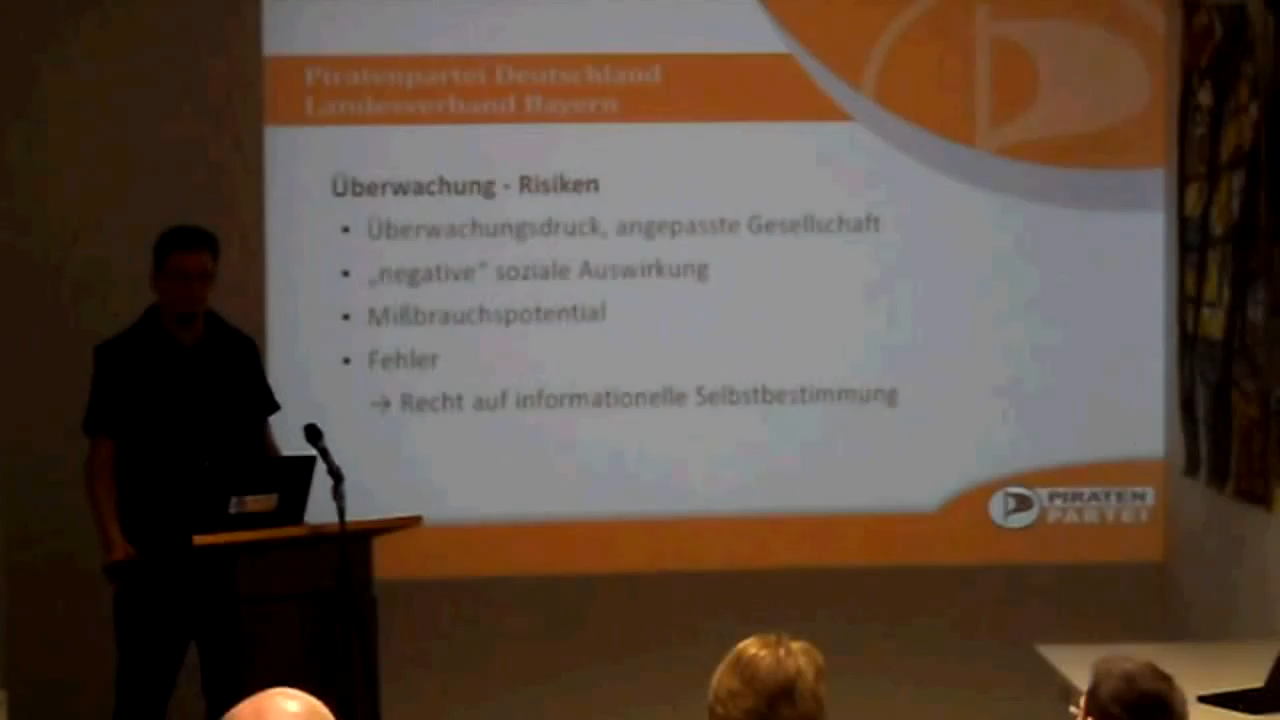 Piratenpartei Deutschland
Landesverband Bayern
Überwachung - Risiken
▪ Überwachungsdruck, angepasste Gesellschaft
▪ „negative“ soziale Auswirkung
▪ Mißbrauchspotential
▪ Fehler
→ Recht auf informationelle Selbstbestimmung
PIRATEN
PARTEI